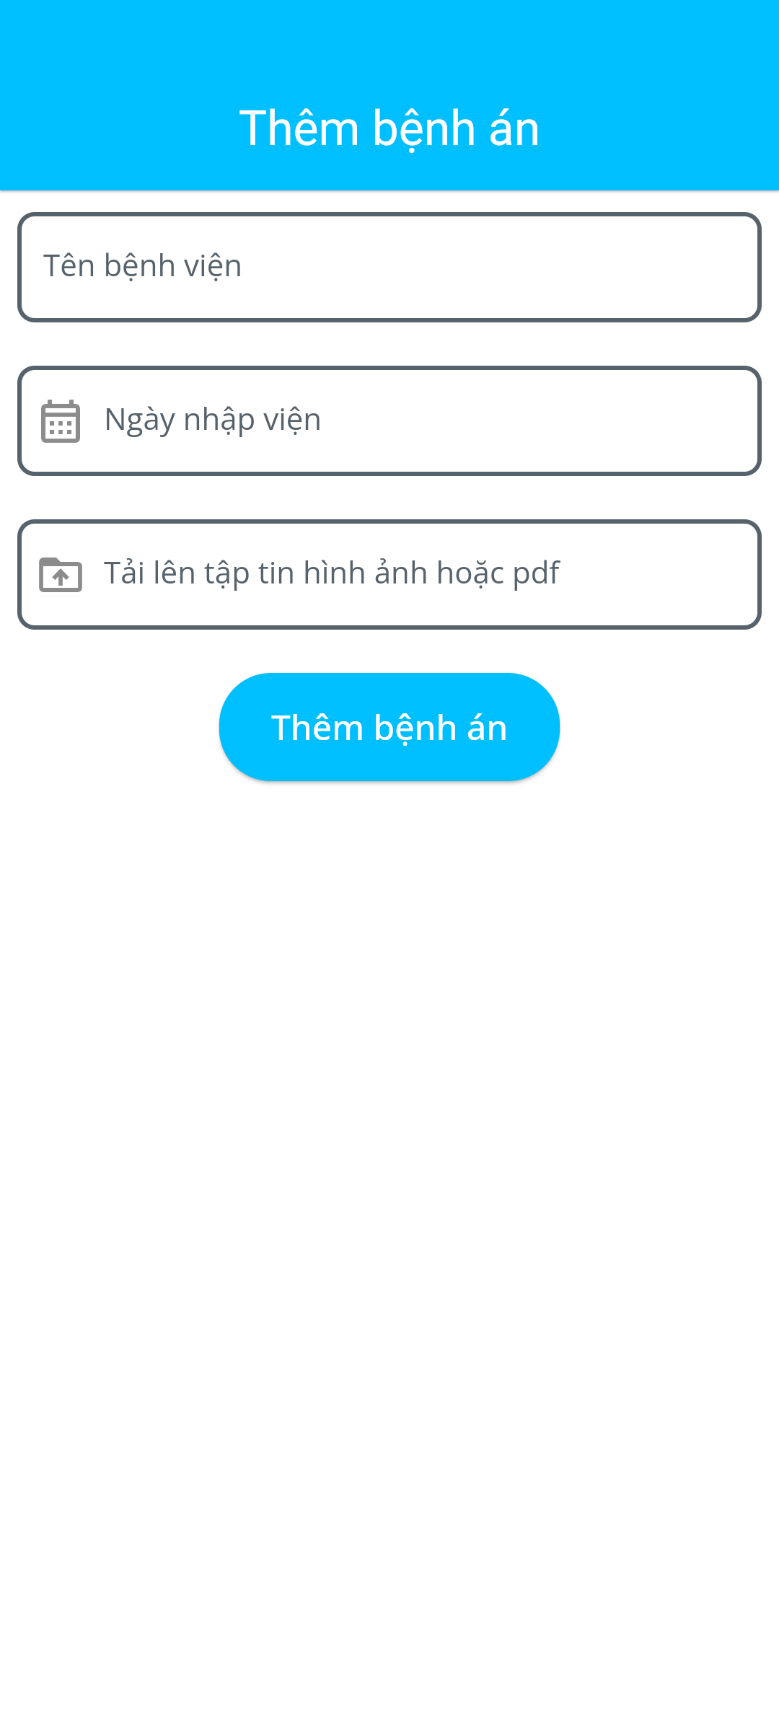 Thêm bệnh án
Tên bệnh viện
Ngày nhập viện
Tải lên tập tin hình ảnh hoặc pdf
Thêm bệnh án